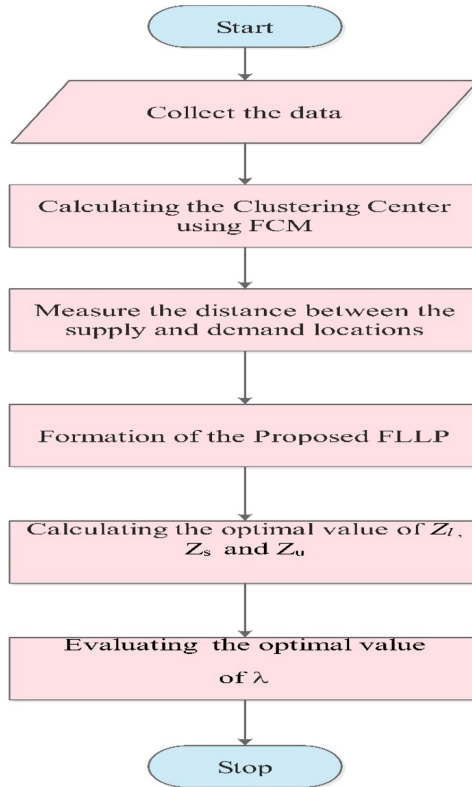 Start
Collect the data
Calculating the Clustering Center
using FCM
Measure the distance between the
supply and demand locations
Formation of the Proposed FLLP
Calculating the optimal value of Zₗ,
Zₛ and Zᵤ
Evaluating the optimal value
of λ
Stop